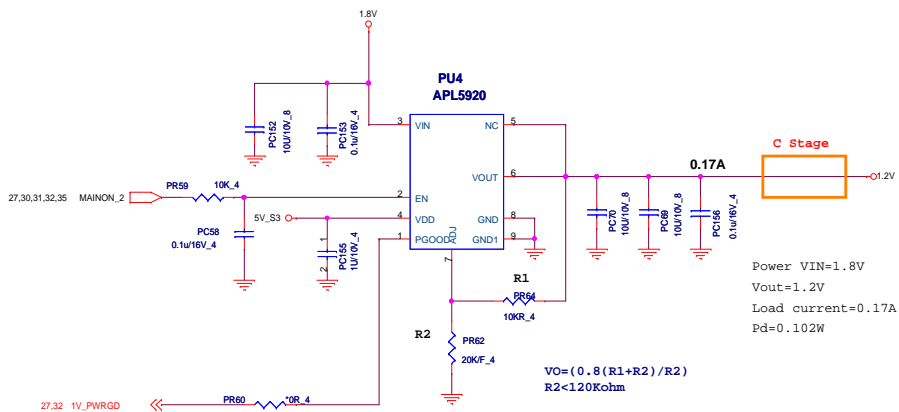 1.8V
PU4
APL5920
PC152
10U/10V_8
PC153
0.1u/16V_4
3
VIN
NC
5
C Stage
0.17A
VOUT
6
1.2V
27,30,31,32,35
MAINON_2
PR59
10K_4
2
EN
PC58
0.1u/16V_4
5V_S3
4
VDD
GND
8
1
PGOOD
ADJ
GND1
9
1
2
PC155
1U/10V_4
7
PC70
10U/10V_8
PC69
10U/10V_8
PC156
0.1u/16V_4
R1
PR64
10KR_4
R2
PR62
20K/F_4
Power VIN=1.8V
Vout=1.2V
Load current=0.17A
Pd=0.102W
VO=(0.8(R1+R2)/R2)
R2<120Kohm
27,32
1V_PWRGD
PR60
*0R_4